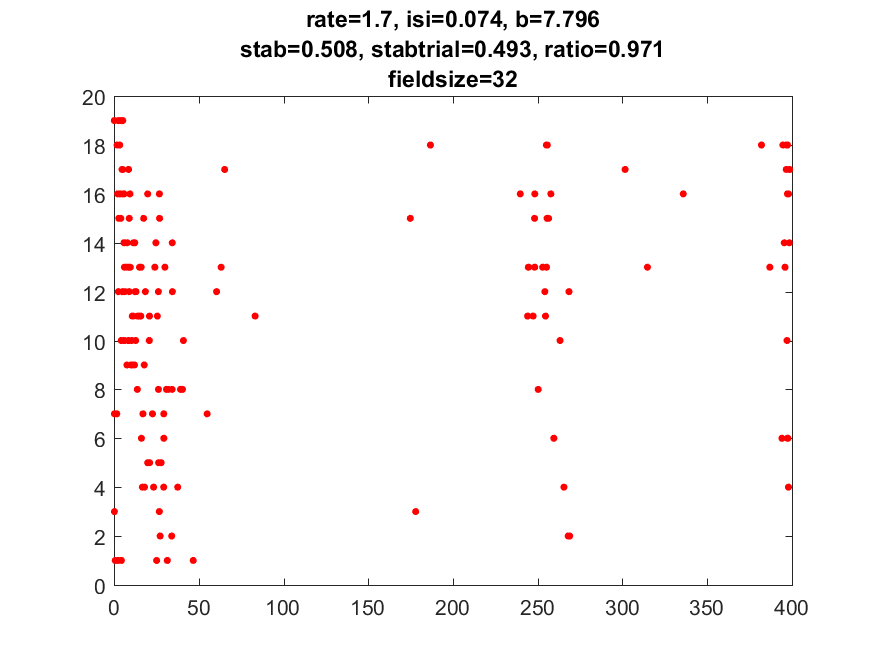 rate=1.7, isi=0.074, b=7.796
stab=0.508, stabtrial=0.493, ratio=0.971
fieldsize=32
20
18
16
14
12
10
8
6
4
2
0
0 50 100 150 200 250 300 350 400